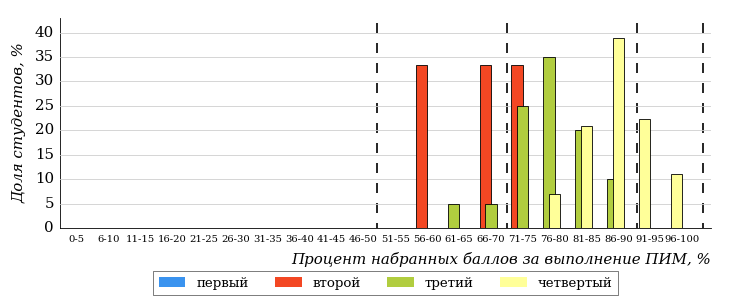 Доля студентов, %
40
35
30
25
20
15
10
5
0
0-5 6-10 11-15 16-20 21-25 26-30 31-35 36-40 41-45 46-50 51-55 56-60 61-65 66-70 71-75 76-80 81-85 86-90 91-95 96-100
Процент набранных баллов за выполнение ПИМ, %
первый второй третий четвертый